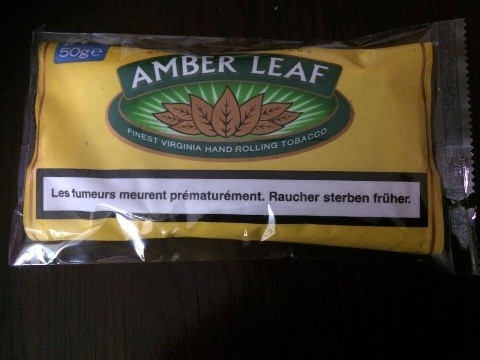 50g e
AMBER LEAF
FINEST VIRGINIA HAND ROLLING TOBACCO
Les fumeurs meurent prématurément. Raucher sterben früher.